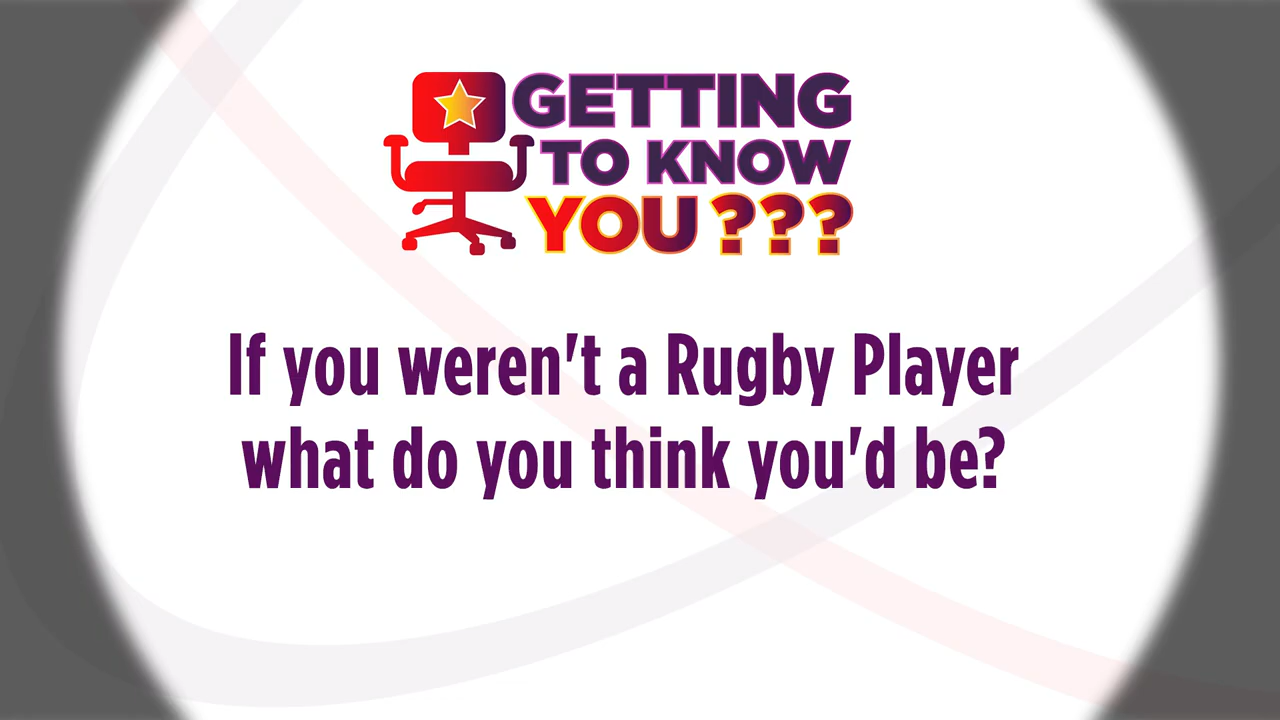 GETTING
TO KNOW
YOU ???
If you weren't a Rugby Player
what do you think you'd be?